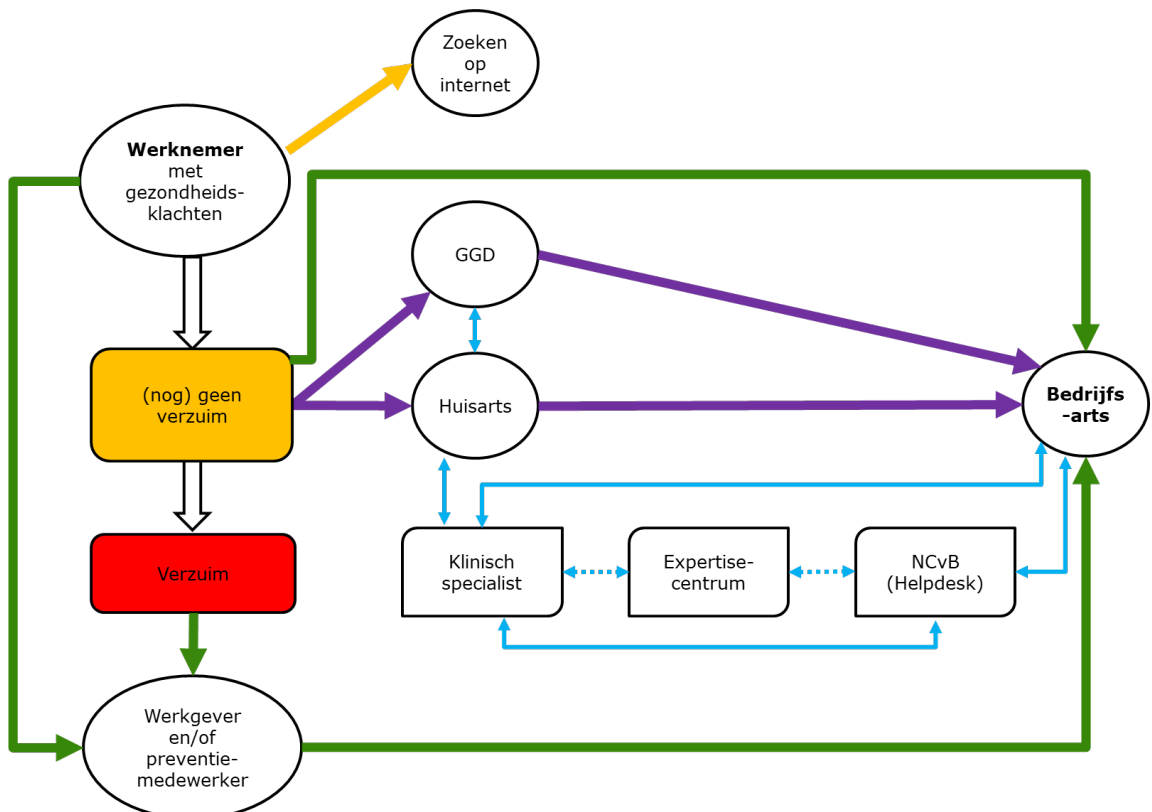 Zoeken
op
internet
Werknemer
met
gezondheids-
klachten
GGD
(nog) geen
verzuim
Huisarts
Bedrijfs
-arts
Verzuim
Klinisch
specialist
Expertise-
centrum
NCvB
(Helpdesk)
Werkgever
en/of
preventie-
medewerker